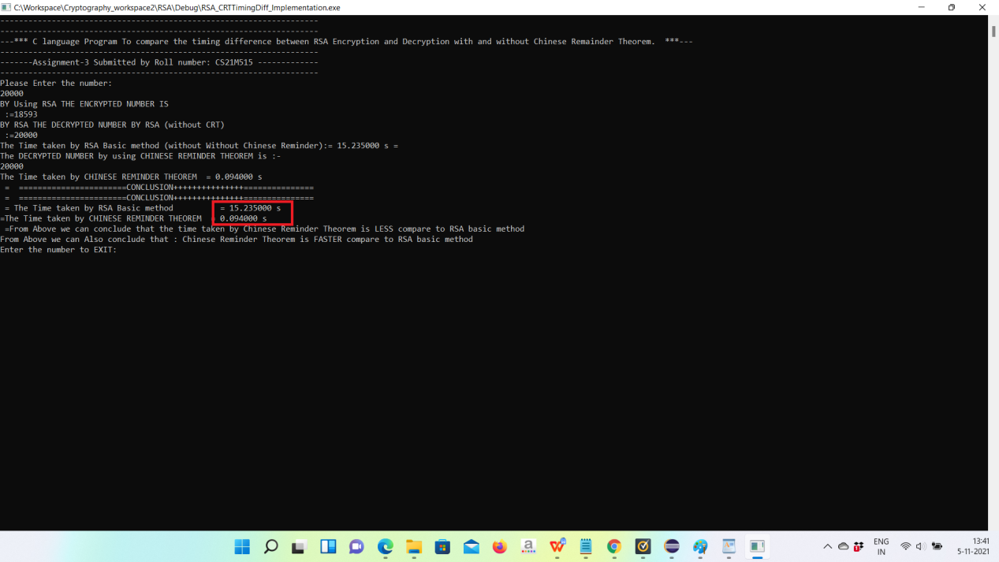 C:\Workspace\Cryptography_workspace2\RSA\Debug\RSA_CRTTimingDiff_Implementation.exe
--------------------------------------------------------------------
--------------------------------------------------------------------
---*** C language Program To compare the timing difference between RSA Encryption and Decryption with and without Chinese Remainder Theorem.  ***---
--------------------------------------------------------------------
-------Assignment-3 Submitted by Roll number: CS21M515 -------------
--------------------------------------------------------------------
Please Enter the number:
20000
BY Using RSA THE ENCRYPTED NUMBER IS
 :=18593
BY RSA THE DECRYPTED NUMBER BY RSA (without CRT)
 :=20000
The Time taken by RSA Basic method (without Without Chinese Reminder):= 15.235000 s =
The DECRYPTED NUMBER by using CHINESE REMINDER THEOREM is :-
20000
The Time taken by CHINESE REMINDER THEOREM  = 0.094000 s
 =  =======================CONCLUSION+++++++++++++++===============
 =  =======================CONCLUSION+++++++++++++++===============
 = The Time taken by RSA Basic method          = 15.235000 s
=The Time taken by CHINESE REMINDER THEOREM  = 0.094000 s
 =From Above we can conclude that the time taken by Chinese Reminder Theorem is LESS compare to RSA basic method
From Above we can Also conclude that : Chinese Reminder Theorem is FASTER compare to RSA basic method
Enter the number to EXIT:
ENG
IN
13:41
5-11-2021